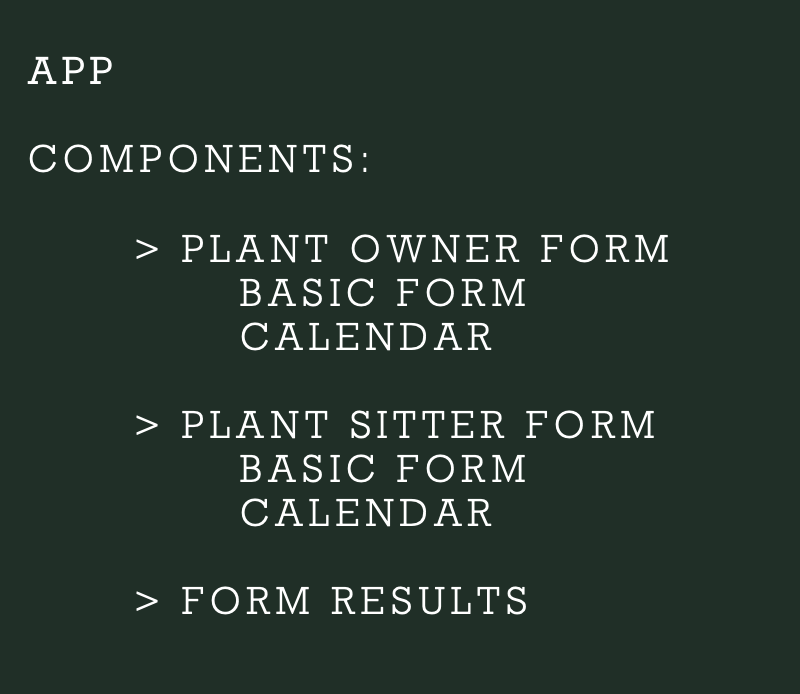 APP
COMPONENTS:
> PLANT OWNER FORM
BASIC FORM
CALENDAR
> PLANT SITTER FORM
BASIC FORM
CALENDAR
> FORM RESULTS